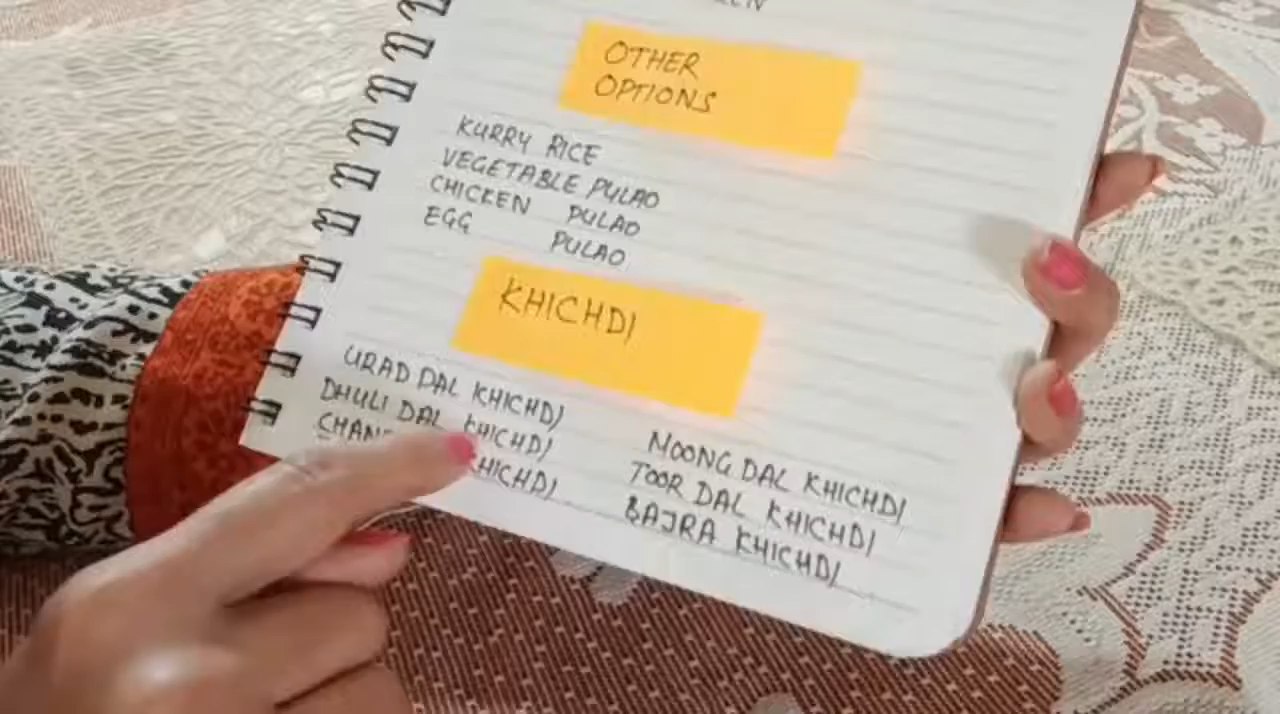 OTHER
OPTIONS
KURRY RICE
VEGETABLE PULAO
CHICKEN PULAO
EGG PULAO
KHICHDI
URAD DAL KHICHDI
DHULI DAL KHICHDI
KHICHDI
MOONG DAL KHICHDI
TOOR DAL KHICHDI
BAJRA KHICHDI